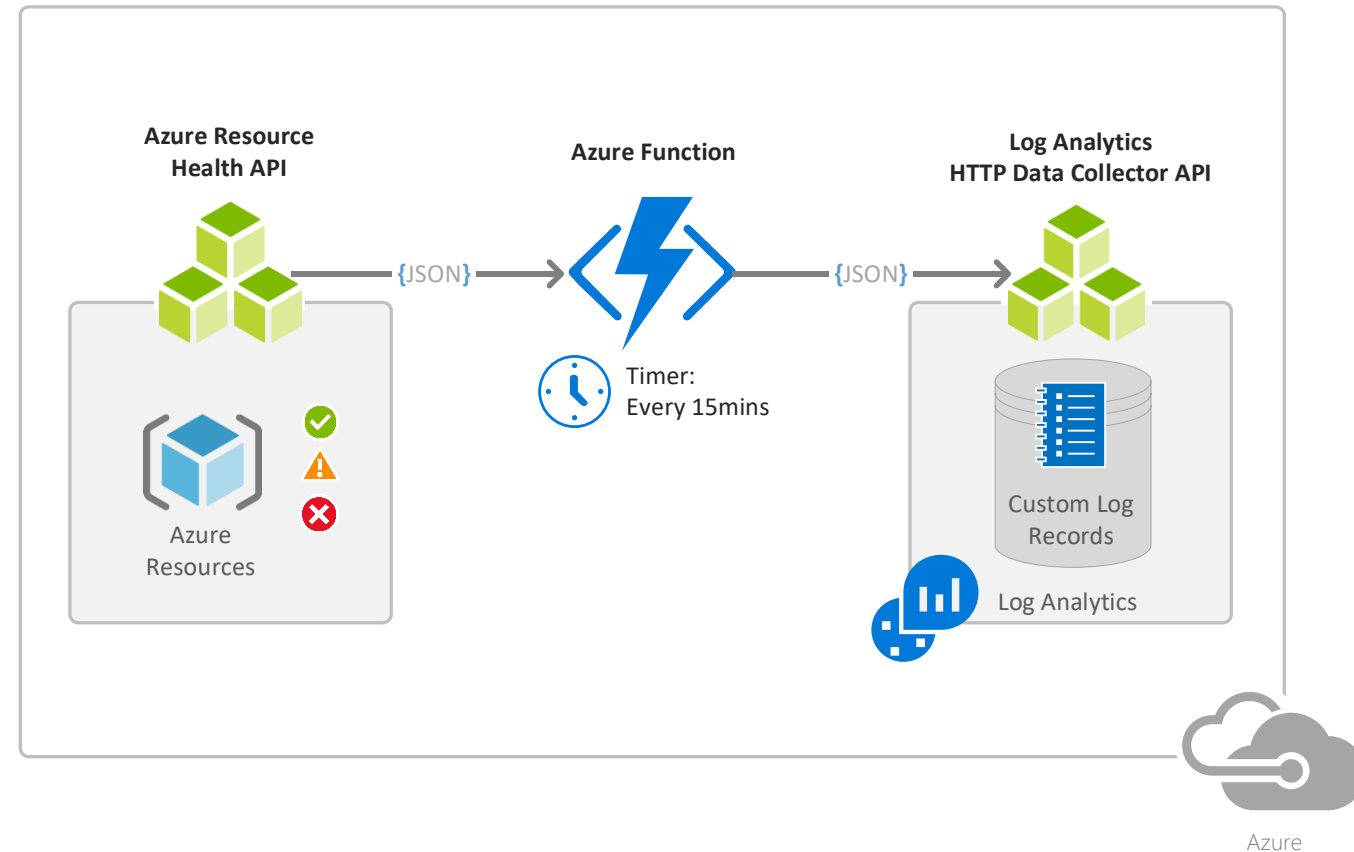 Azure Resource
Health API
Azure Function
Log Analytics
HTTP Data Collector API
{JSON}
{JSON}
Timer:
Every 15mins
Azure
Resources
Custom Log
Records
Log Analytics
Azure